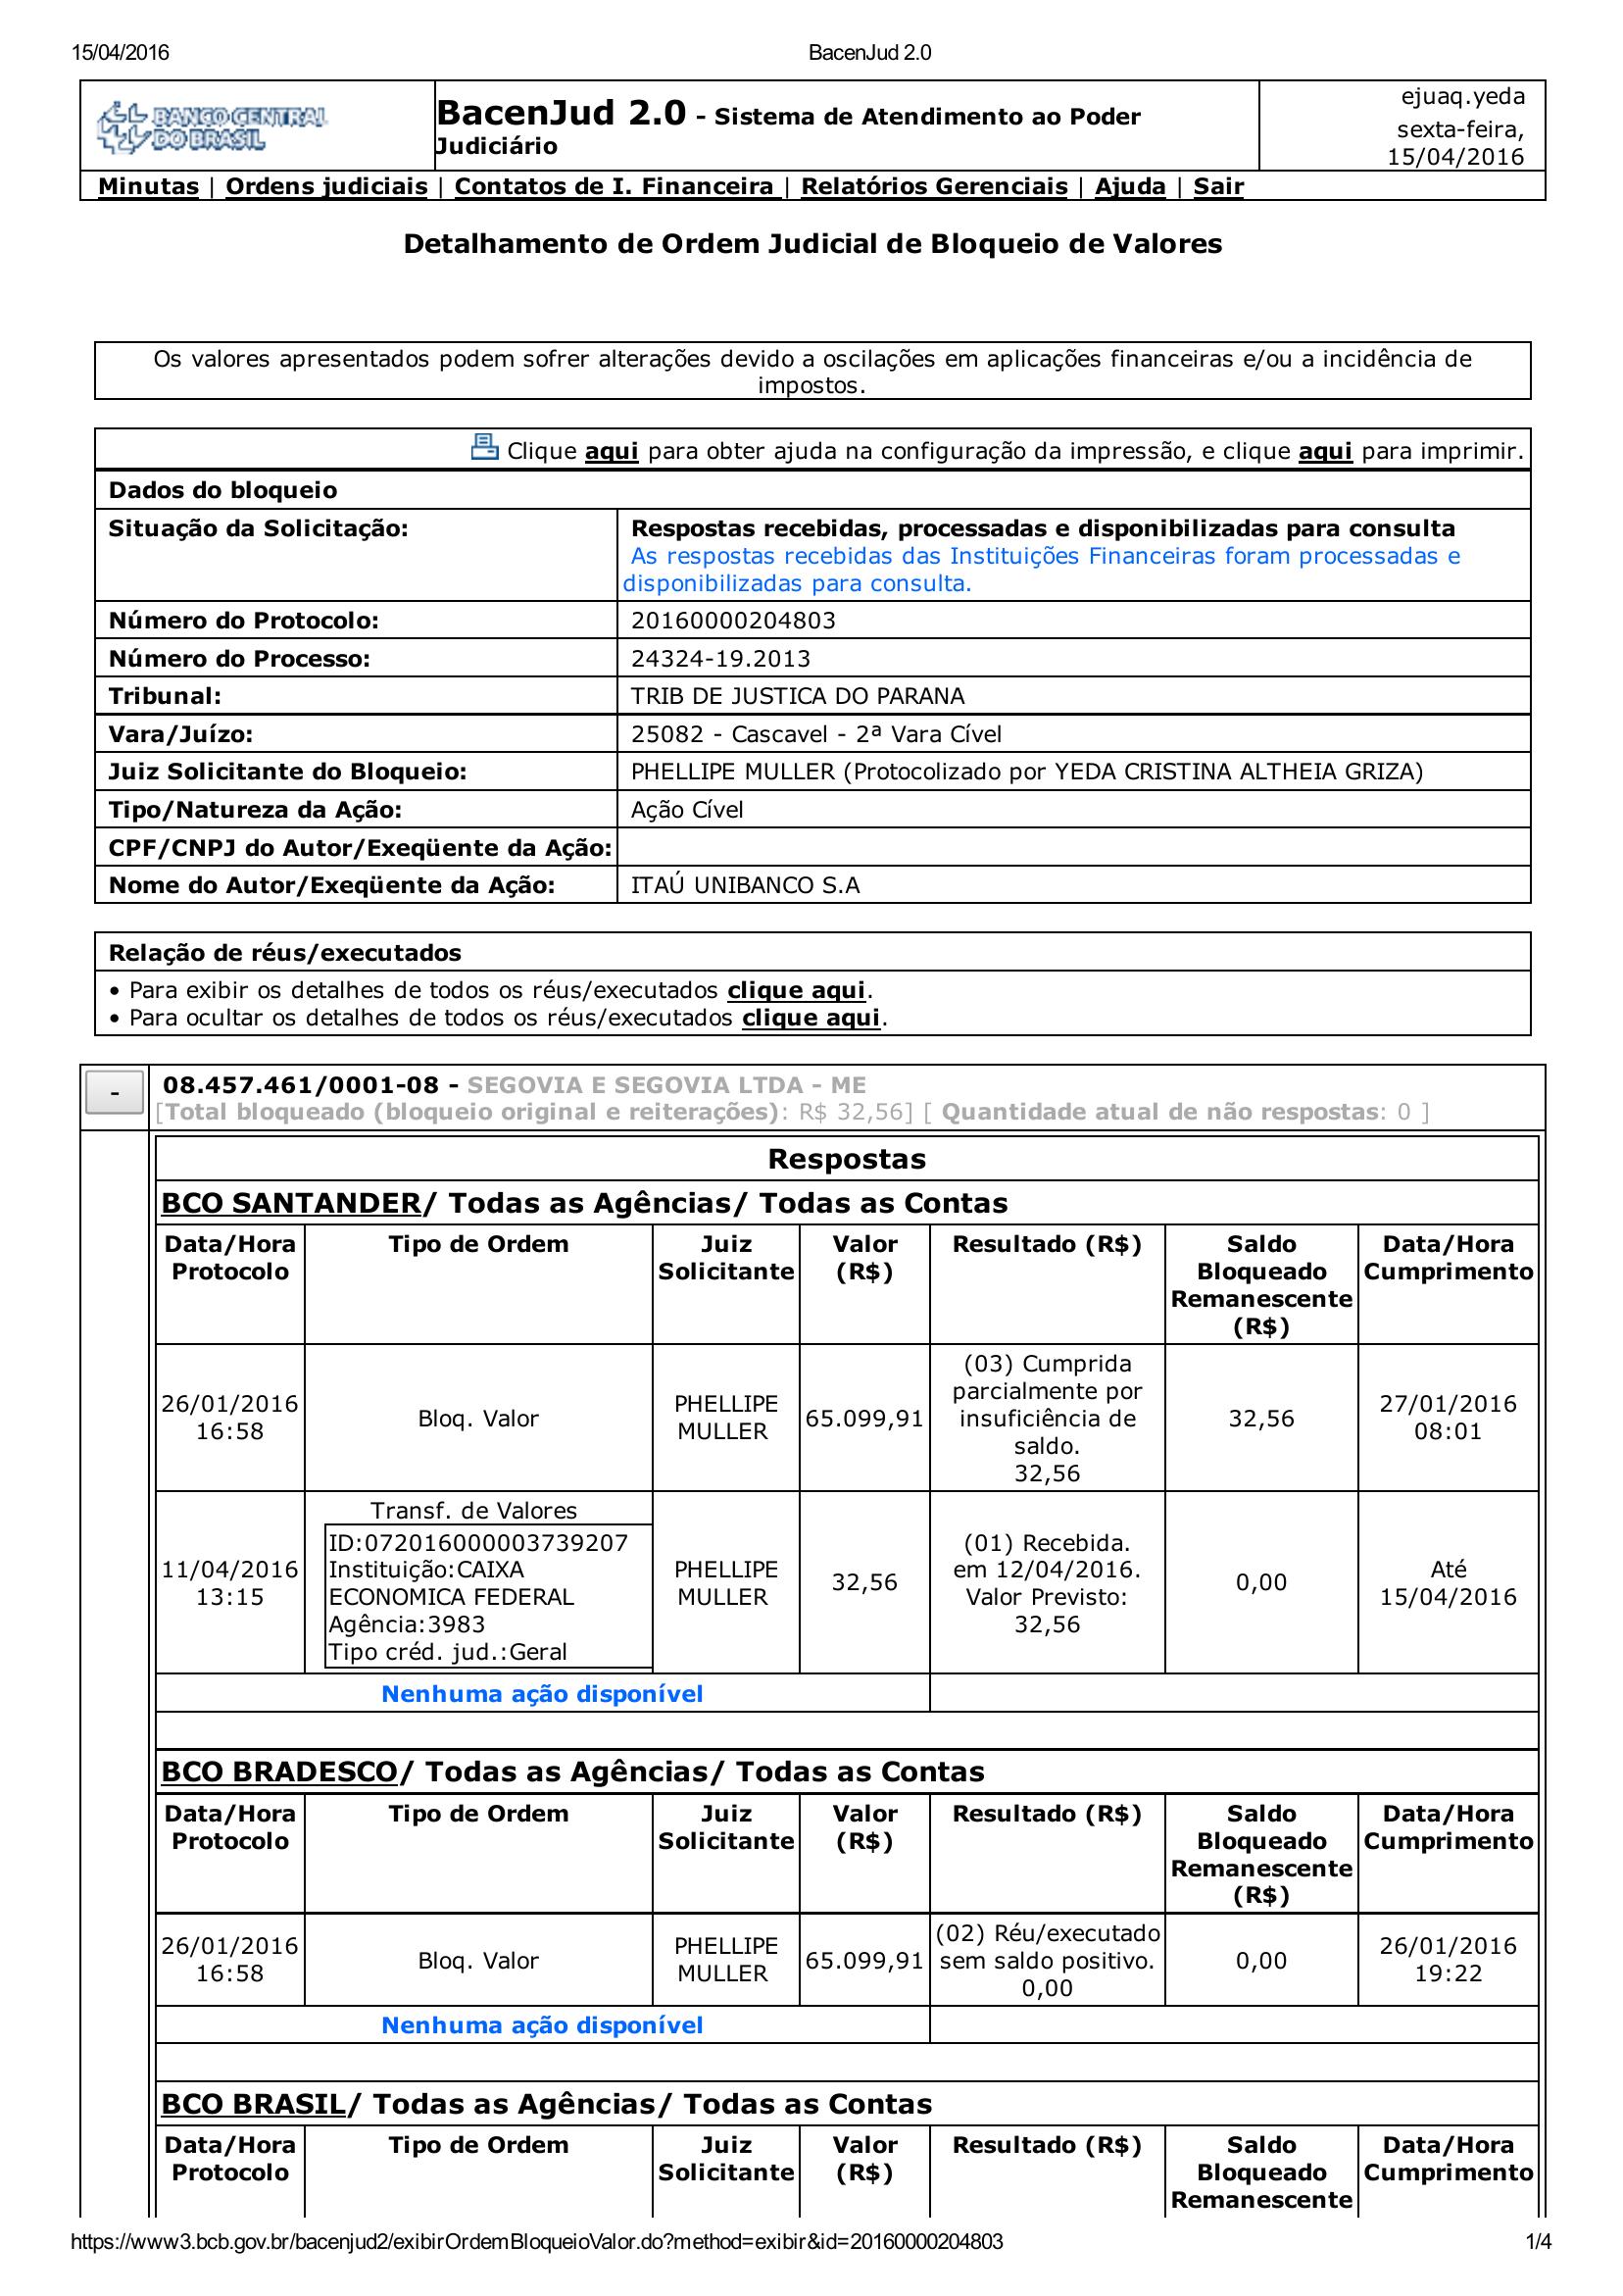 15/04/2016 BacenJud 2.0
BANCO CENTRAL
DO BRASIL
BacenJud 2.0 - Sistema de Atendimento ao Poder
Judiciário
ejuaq.yeda
sexta-feira,
15/04/2016
Minutas | Ordens judiciais | Contatos de I. Financeira | Relatórios Gerenciais | Ajuda | Sair
Detalhamento de Ordem Judicial de Bloqueio de Valores
Os valores apresentados podem sofrer alterações devido a oscilações em aplicações financeiras e/ou a incidência de
impostos.
Clique aqui para obter ajuda na configuração da impressão, e clique aqui para imprimir.
Dados do bloqueio
Situação da Solicitação: Respostas recebidas, processadas e disponibilizadas para consulta
As respostas recebidas das Instituições Financeiras foram processadas e
disponibilizadas para consulta.
Número do Protocolo: 20160000204803
Número do Processo: 24324-19.2013
Tribunal: TRIB DE JUSTICA DO PARANA
Vara/Juízo: 25082 - Cascavel - 2ª Vara Cível
Juiz Solicitante do Bloqueio: PHELLIPE MULLER (Protocolizado por YEDA CRISTINA ALTHEIA GRIZA)
Tipo/Natureza da Ação: Ação Cível
CPF/CNPJ do Autor/Exeqüente da Ação:
Nome do Autor/Exeqüente da Ação: ITAÚ UNIBANCO S.A
Relação de réus/executados
• Para exibir os detalhes de todos os réus/executados clique aqui.
• Para ocultar os detalhes de todos os réus/executados clique aqui.
- 08.457.461/0001-08 - SEGOVIA E SEGOVIA LTDA - ME
[Total bloqueado (bloqueio original e reiterações): R$ 32,56] [ Quantidade atual de não respostas: 0 ]
Respostas
BCO SANTANDER/ Todas as Agências/ Todas as Contas
Data/Hora Tipo de Ordem Juiz Valor Resultado (R$) Saldo Data/Hora
Protocolo Solicitante (R$) Bloqueado Cumprimento
Remanescente
(R$)
(03) Cumprida
26/01/2016 PHELLIPE parcialmente por 27/01/2016
Bloq. Valor 65.099,91 insuficiência de 32,56
16:58 MULLER saldo. 08:01
32,56
Transf. de Valores
ID:072016000003739207 (01) Recebida.
11/04/2016 Instituição:CAIXA PHELLIPE em 12/04/2016. Até
13:15 ECONOMICA FEDERAL MULLER 32,56 Valor Previsto: 0,00 15/04/2016
Agência:3983 32,56
Tipo créd. jud.:Geral
Nenhuma ação disponível
BCO BRADESCO/ Todas as Agências/ Todas as Contas
Data/Hora Tipo de Ordem Juiz Valor Resultado (R$) Saldo Data/Hora
Protocolo Solicitante (R$) Bloqueado Cumprimento
Remanescente
(R$)
26/01/2016 PHELLIPE (02) Réu/executado 26/01/2016
Bloq. Valor 65.099,91 sem saldo positivo. 0,00
16:58 MULLER 0,00 19:22
Nenhuma ação disponível
BCO BRASIL/ Todas as Agências/ Todas as Contas
Data/Hora Tipo de Ordem Juiz Valor Resultado (R$) Saldo Data/Hora
Protocolo Solicitante (R$) Bloqueado Cumprimento
Remanescente
https://www3.bcb.gov.br/bacenjud2/exibirOrdemBloqueioValor.do?method=exibir&id=20160000204803 1/4